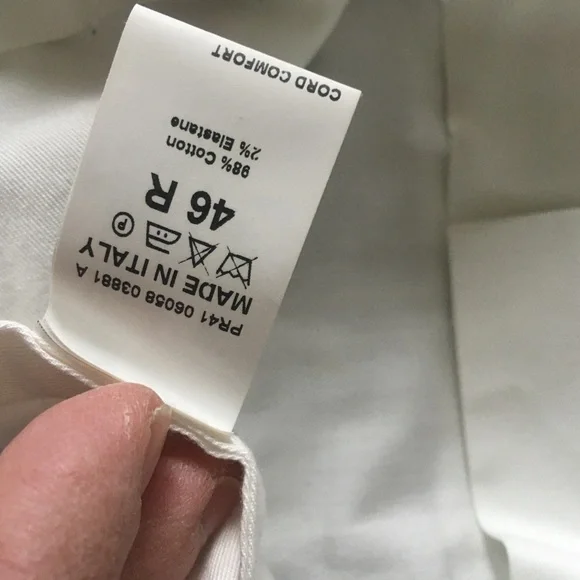 PR41 06058 03881 A
MADE IN ITALY
P
46 R
98% Cotton
2% Elastane
CORD COMFORT